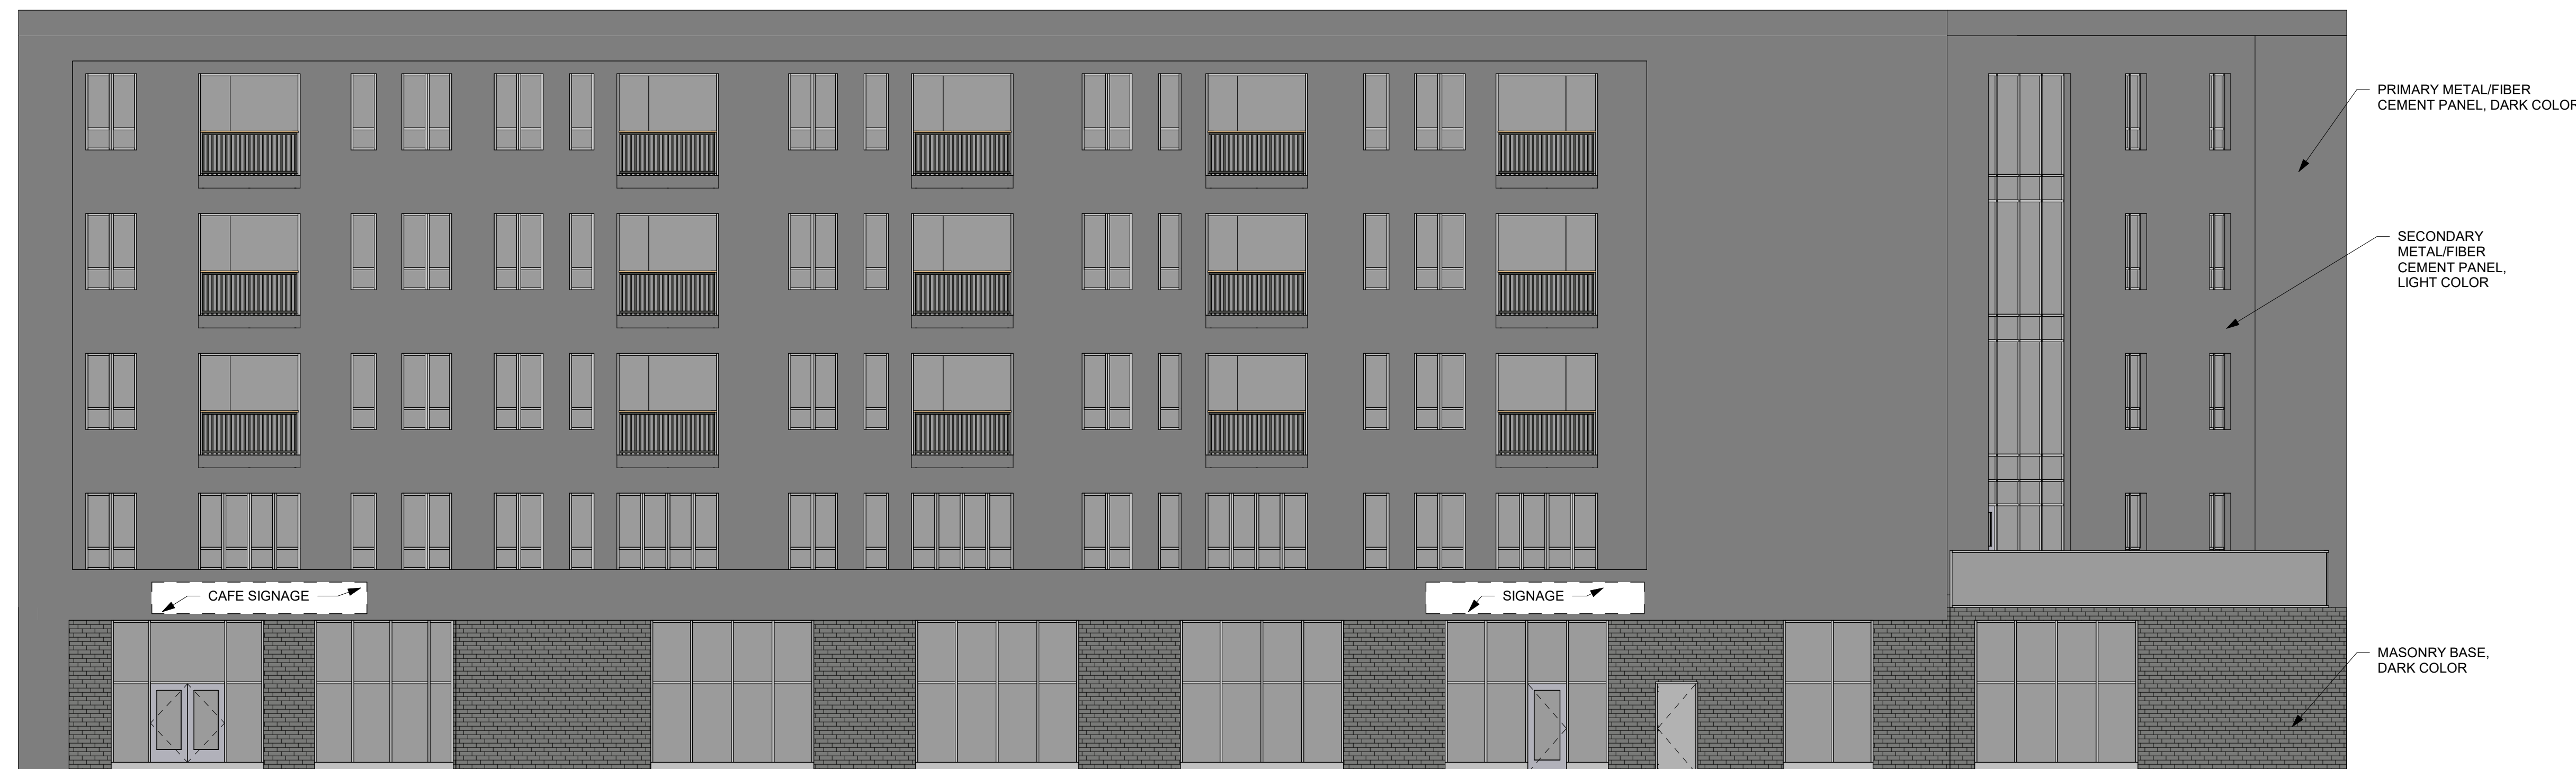 PRIMARY METAL/FIBER
CEMENT PANEL, DARK COLOR
SECONDARY
METAL/FIBER
CEMENT PANEL,
LIGHT COLOR
CAFE SIGNAGE
SIGNAGE
MASONRY BASE,
DARK COLOR